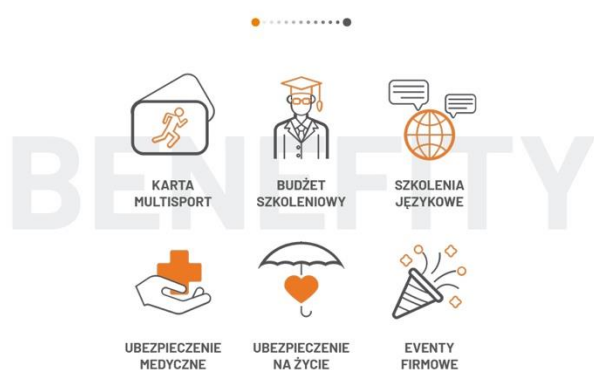 BENEFITY
KARTA
MULTISPORT
BUDŻET
SZKOLENIOWY
SZKOLENIA
JĘZYKOWE
UBEZPIECZENIE
MEDYCZNE
UBEZPIECZENIE
NA ŻYCIE
EVENTY
FIRMOWE